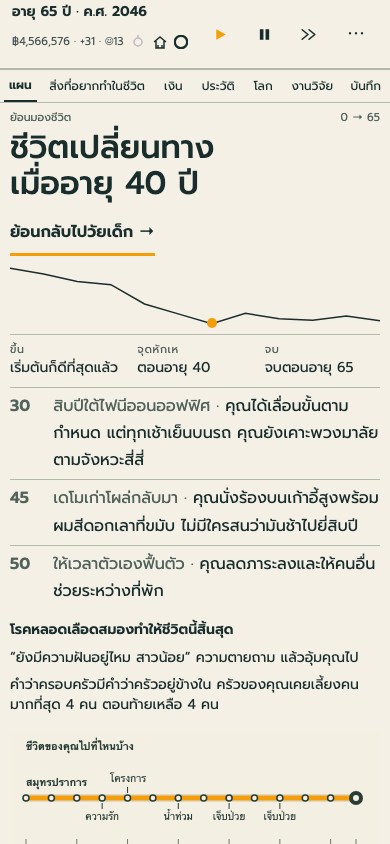 อายุ 65 ปี · ค.ศ. 2046
฿4,566,576 · +31 · ☺13
แผน สิ่งที่อยากทำในชีวิต เงิน ประวัติ โลก งานวิจัย บันทึก
ย้อนมองชีวิต 0 → 65
ชีวิตเปลี่ยนทาง
เมื่ออายุ 40 ปี
ย้อนกลับไปวัยเด็ก →
ขึ้น จุดหักเห จบ
เริ่มต้นก็ดีที่สุดแล้ว ตอนอายุ 40 จบตอนอายุ 65
30 สิบปีใต้ไฟนีออนออฟฟิศ · คุณได้เลื่อนขั้นตาม
กำหนด แต่ทุกเช้าเย็นบนรถ คุณยังเคาะพวงมาลัย
ตามจังหวะสี่สี่
45 เดโมเก่าโผล่กลับมา · คุณนั่งร้องบนเก้าอี้สูงพร้อม
ผมสีดอกเลาที่ขมับ ไม่มีใครสนว่ามันช้าไปยี่สิบปี
50 ให้เวลาตัวเองฟื้นตัว · คุณลดภาระลงและให้คนอื่น
ช่วยระหว่างที่พัก
โรคหลอดเลือดสมองทำให้ชีวิตนี้สิ้นสุด
“ยังมีความฝันอยู่ไหม สาวน้อย” ความตายถาม แล้วอุ้มคุณไป
คำว่าครอบครัวมีคำว่าครัวอยู่ข้างใน ครัวของคุณเคยเลี้ยงคน
มากที่สุด 4 คน ตอนท้ายเหลือ 4 คน
ชีวิตของคุณไปที่ไหนบ้าง
สมุทรปราการ โครงการ
ความรัก น้ำท่วม เจ็บป่วย เจ็บป่วย